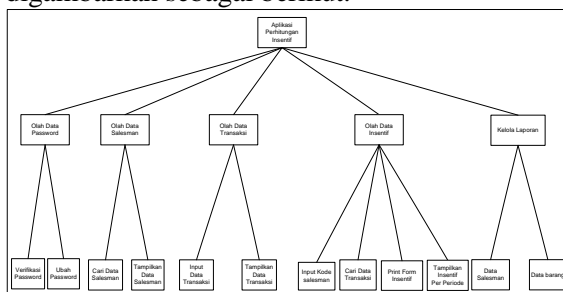 digambarkan sebagai berikut:
Aplikasi
Perhitungan
Insentif
Olah Data
Password
Olah Data
Salesman
Olah Data
Transaksi
Olah Data
Insentif
Kelola Laporan
Verifikasi
Password
Ubah
Password
Cari Data
Salesman
Tampilkan
Data
Salesman
Input
Data
Transaksi
Tampilkan
Data
Transaksi
Input Kode
salesman
Cari Data
Transaksi
Print Form
Insentif
Tampilkan
Insentif
Per Periode
Data
Salesman
Data barang